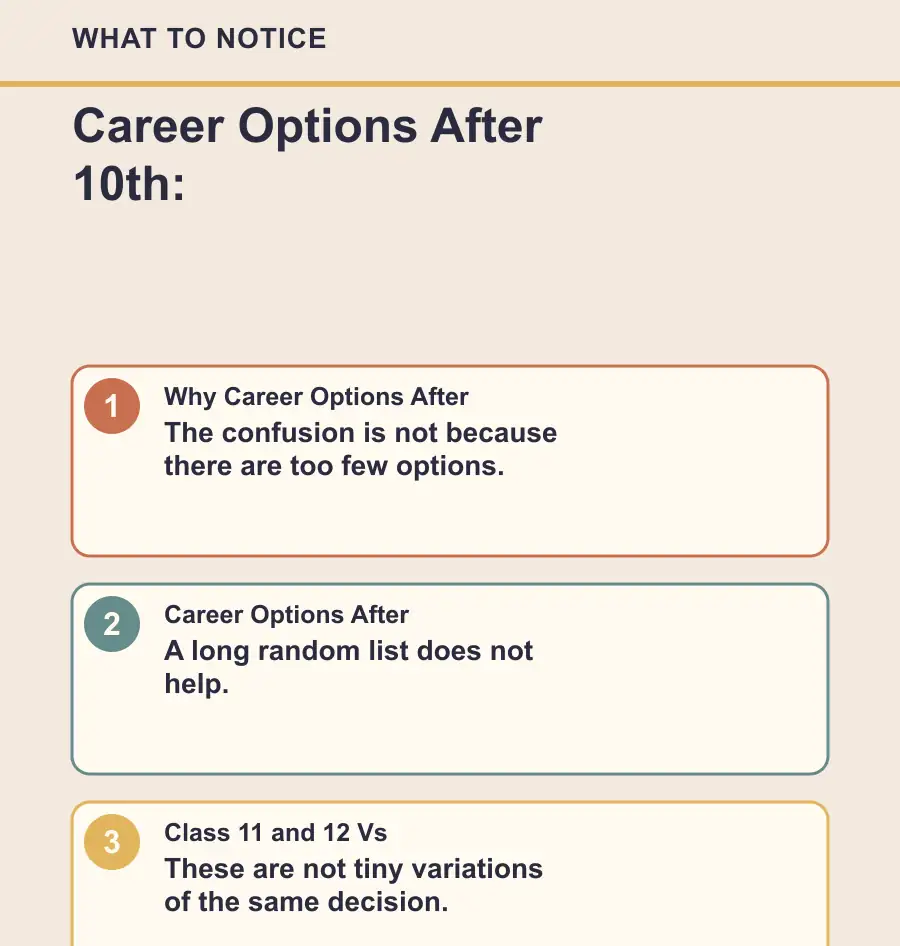 WHAT TO NOTICE
Career Options After
10th:
1
Why Career Options After
The confusion is not because
there are too few options.
2
Career Options After
A long random list does not
help.
3
Class 11 and 12 Vs
These are not tiny variations
of the same decision.